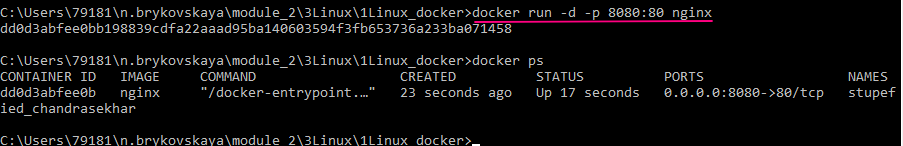 C:\Users\79181\n.brykovskaya\module_2\3Linux\1Linux_docker>docker run -d -p 8080:80 nginx
dd0d3abfee0bb198839cdfa22aaad95ba140603594f3fb653736a233ba071458
C:\Users\79181\n.brykovskaya\module_2\3Linux\1Linux_docker>docker ps
CONTAINER ID   IMAGE     COMMAND                  CREATED          STATUS          PORTS                  NAMES
dd0d3abfee0b   nginx     "/docker-entrypoint.…"   23 seconds ago   Up 17 seconds   0.0.0.0:8080->80/tcp   stupef
ied_chandrasekhar
C:\Users\79181\n.brykovskaya\module_2\3Linux\1Linux_docker>